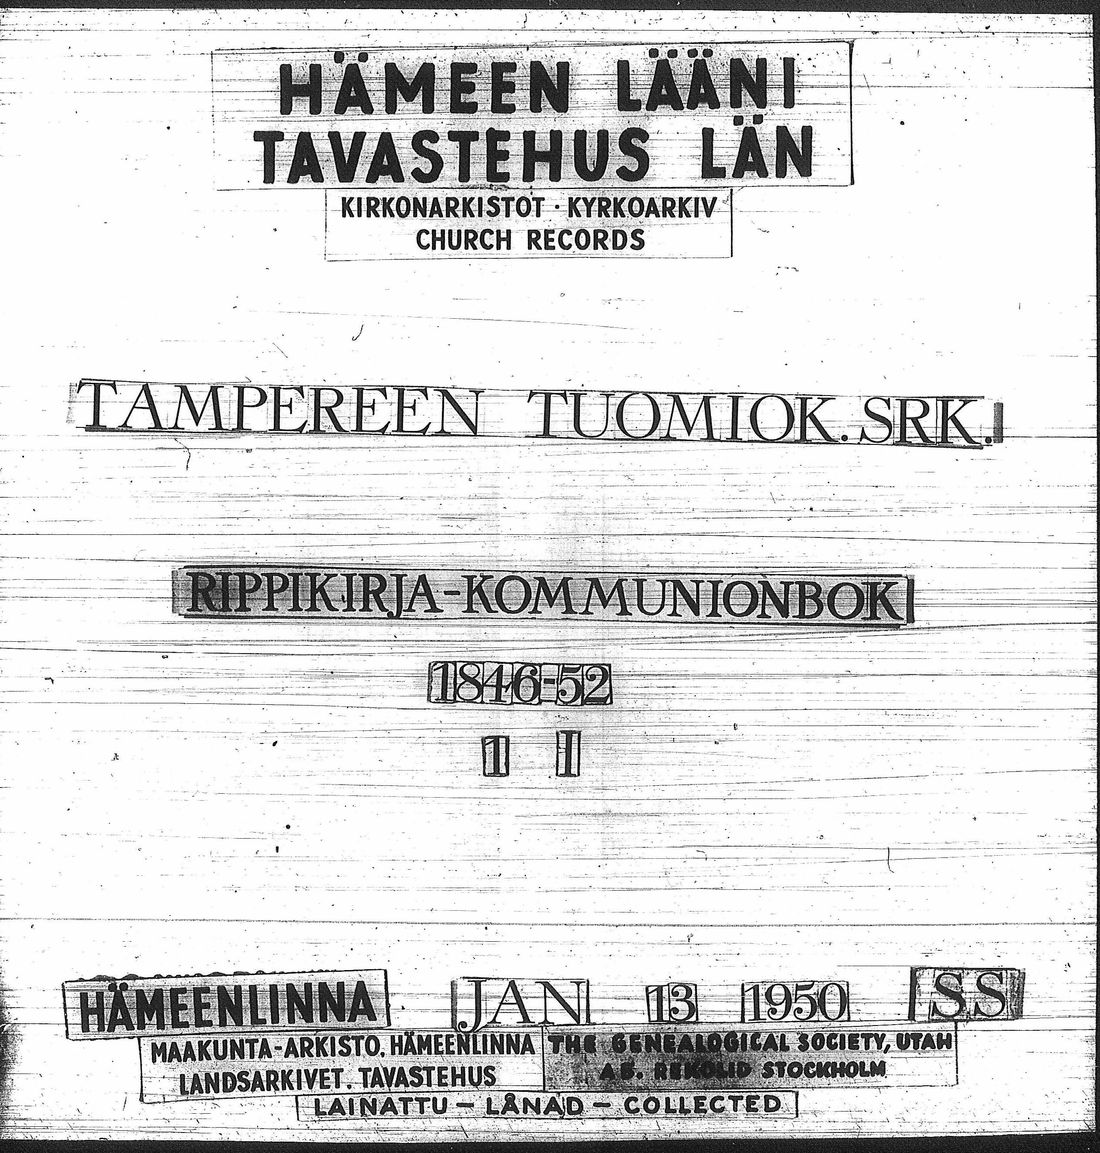 HÄMEEN LÄÄNI
TAVASTEHUS LÄN
KIRKONARKISTOT · KYRKOARKIV
CHURCH RECORDS
TAMPEREEN TUOMIOK. SRK.
RIPPIKIRJA-KOMMUNIONBOK
1846-52
1 I
HÄMEENLINNA JAN 13 1950 SS
MAAKUNTA-ARKISTO, HÄMEENLINNA
LANDSARKIVET. TAVASTEHUS
THE GENEALOGICAL SOCIETY, UTAH
AB. REKOLID STOCKHOLM
LAINATTU – LÅNAD – COLLECTED